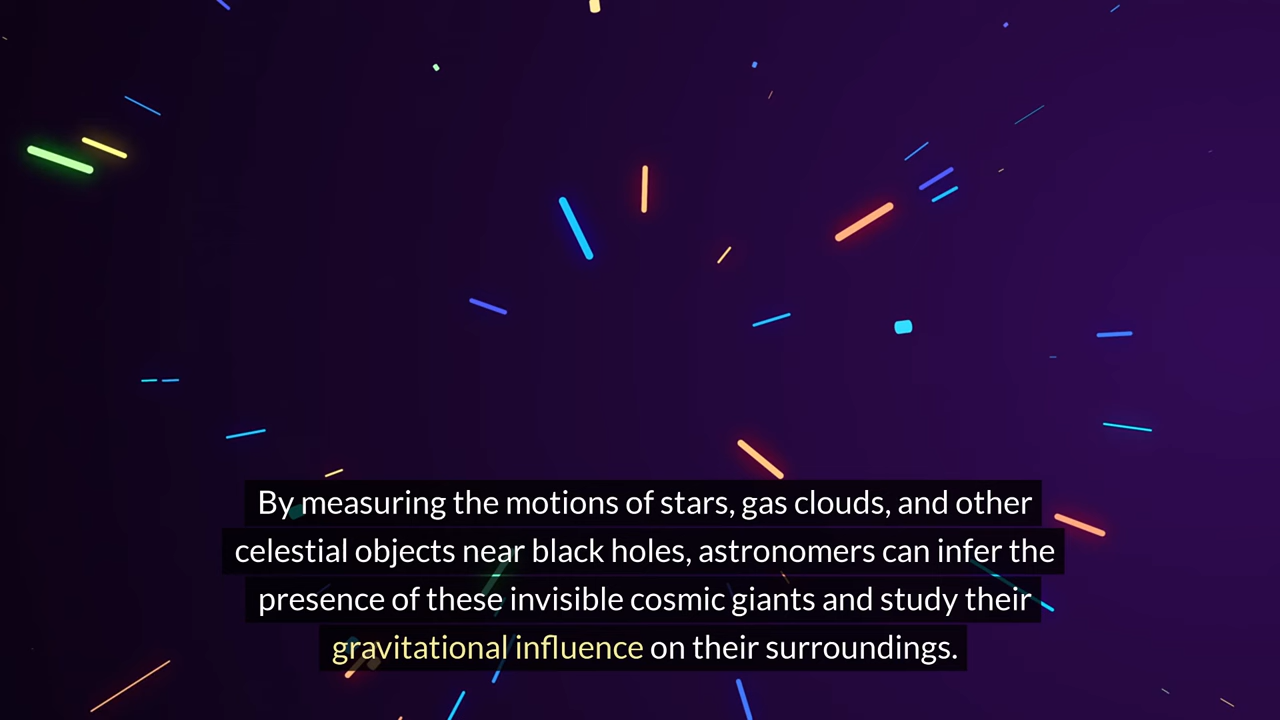 By measuring the motions of stars, gas clouds, and other
celestial objects near black holes, astronomers can infer the
presence of these invisible cosmic giants and study their
gravitational influence on their surroundings.